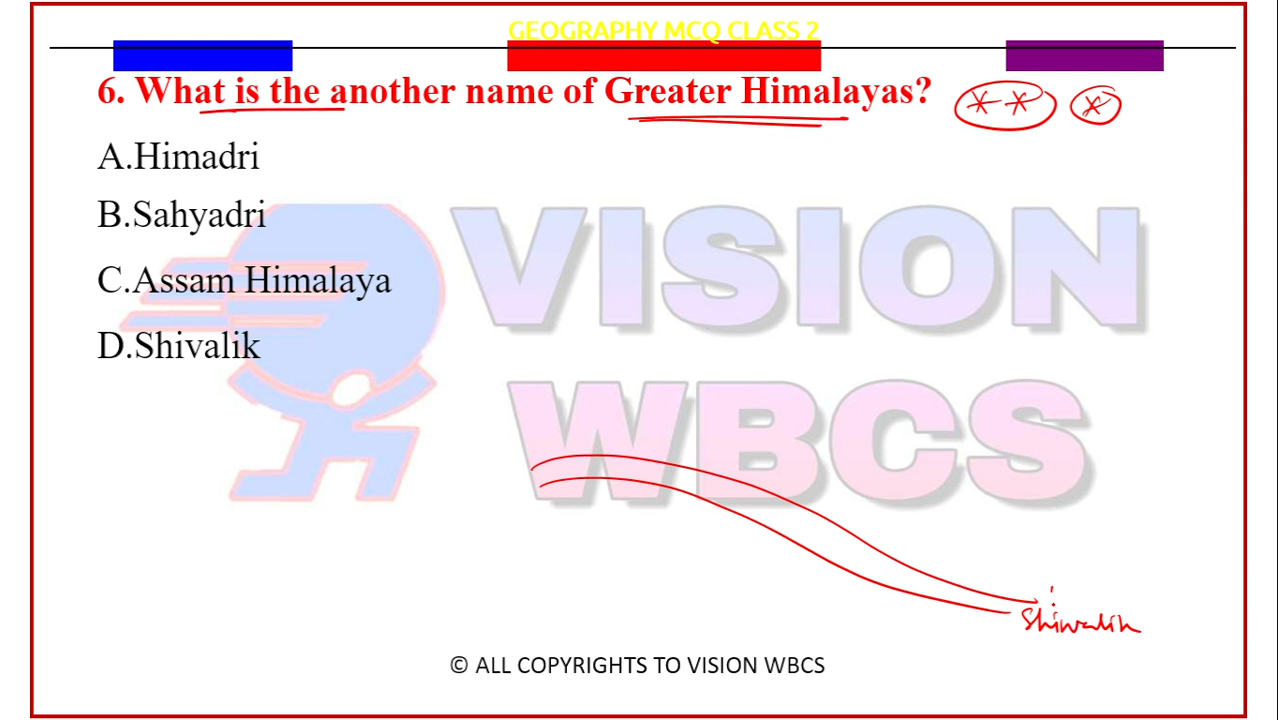 GEOGRAPHY MCQ CLASS 2
6. What is the another name of Greater Himalayas?
A.Himadri
B.Sahyadri
C.Assam Himalaya
D.Shivalik
VISION
WBCS
Shiwalik
© ALL COPYRIGHTS TO VISION WBCS